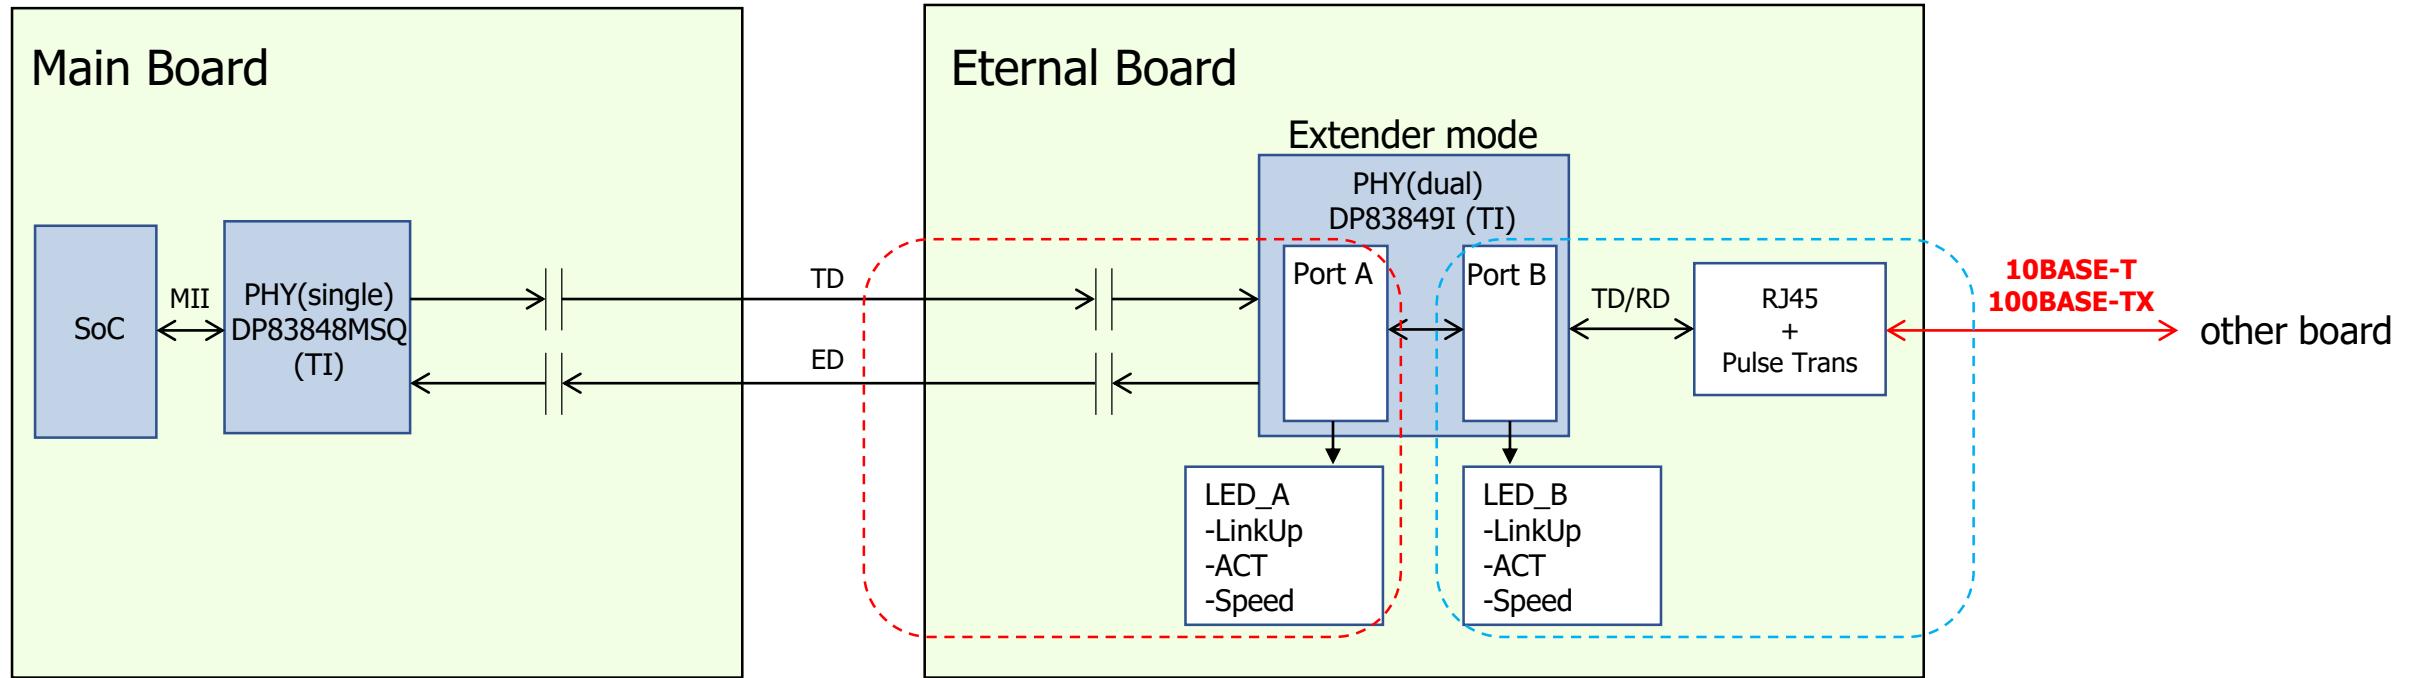 Main Board
SoC
MII
PHY(single)
DP83848MSQ
(TI)
TD
ED
Eternal Board
Extender mode
PHY(dual)
DP83849I (TI)
Port A
Port B
LED_A
-LinkUp
-ACT
-Speed
LED_B
-LinkUp
-ACT
-Speed
TD/RD
RJ45
+
Pulse Trans
10BASE-T
100BASE-TX
other board